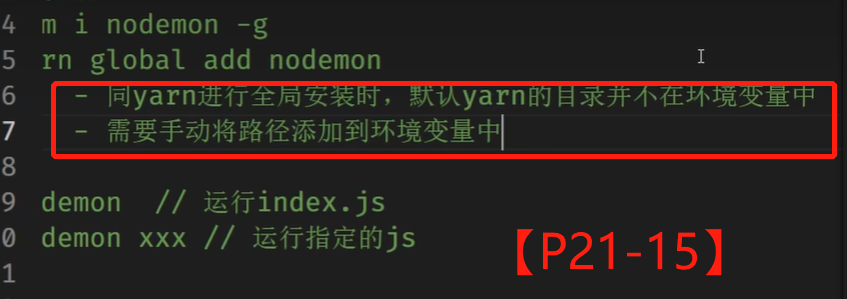 4 m i nodemon -g
5 rn global add nodemon
6 - 同yarn进行全局安装时，默认yarn的目录并不在环境变量中
7 - 需要手动将路径添加到环境变量中
8
9 demon // 运行index.js
0 demon xxx // 运行指定的js
1
【P21-15】